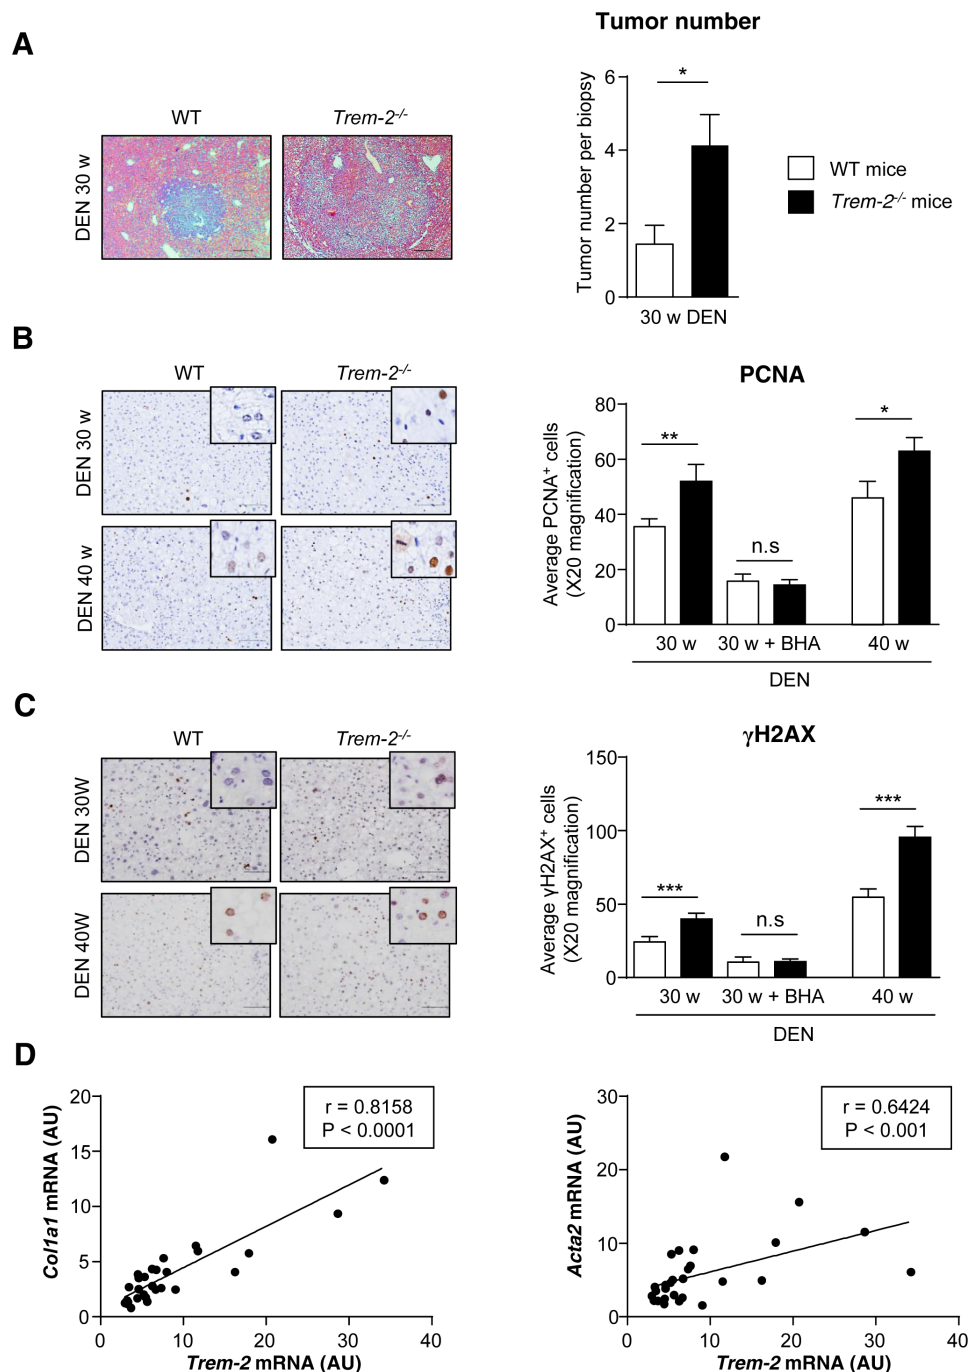 A
Tumor number
WT
Trem-2-/-
DEN 30 w
Tumor number per biopsy
6
4
2
0
*
30 w DEN
WT mice
Trem-2-/- mice
B
WT
Trem-2-/-
DEN 30 w
DEN 40 w
PCNA
Average PCNA+ cells
(X20 magnification)
80
60
40
20
0
**
n.s
*
30 w
30 w + BHA
40 w
DEN
C
WT
Trem-2-/-
DEN 30W
DEN 40W
γH2AX
Average γH2AX+ cells
(X20 magnification)
150
100
50
0
***
n.s
***
30 w
30 w + BHA
40 w
DEN
D
Col1a1 mRNA (AU)
20
15
10
5
0
r = 0.8158
P < 0.0001
0 10 20 30 40
Trem-2 mRNA (AU)
Acta2 mRNA (AU)
30
20
10
0
r = 0.6424
P < 0.001
0 10 20 30 40
Trem-2 mRNA (AU)